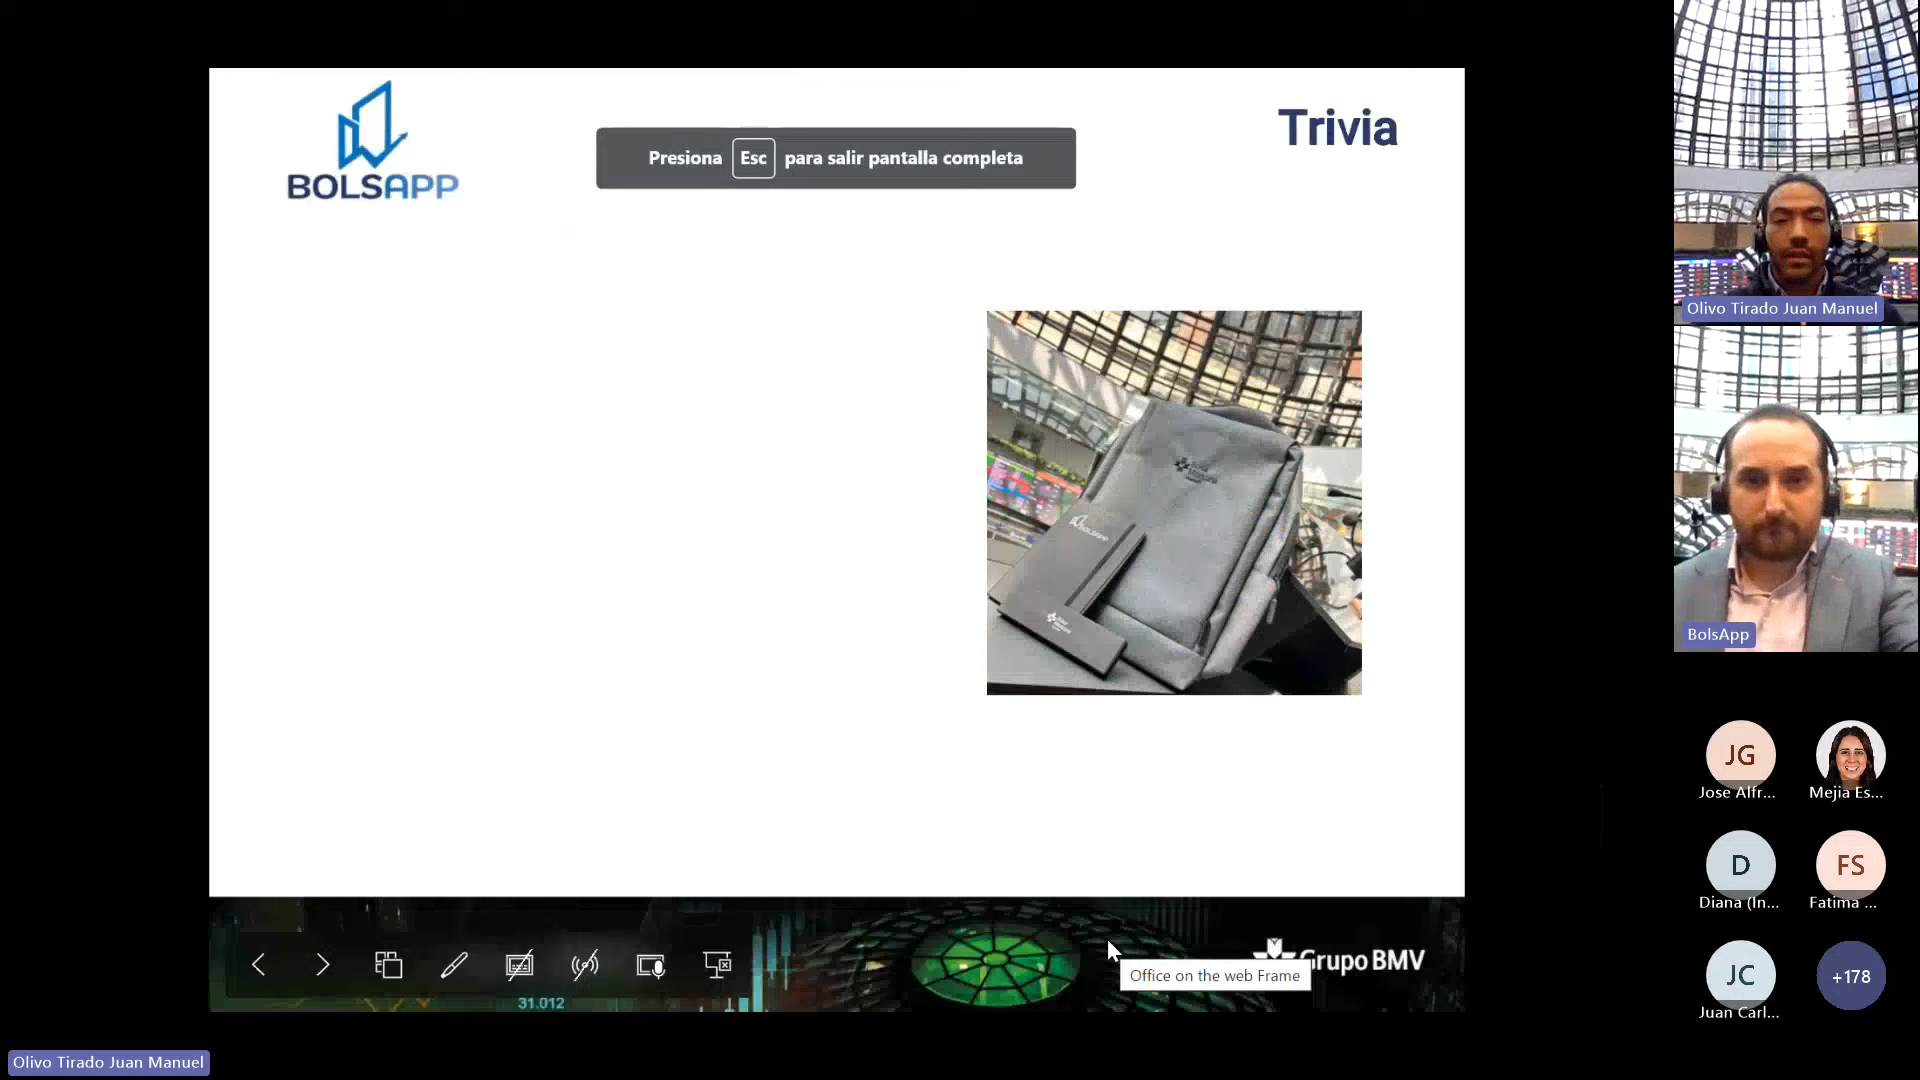 BOLSAPP
Presiona Esc para salir pantalla completa
Trivia
BOLSAPP
Olivo Tirado Juan Manuel
BolsApp
JG
Jose Alfr...
Mejia Es...
D
Diana (In...
FS
Fatima ...
JC
Juan Carl...
+178
31.012
Office on the web Frame
Grupo BMV
Olivo Tirado Juan Manuel